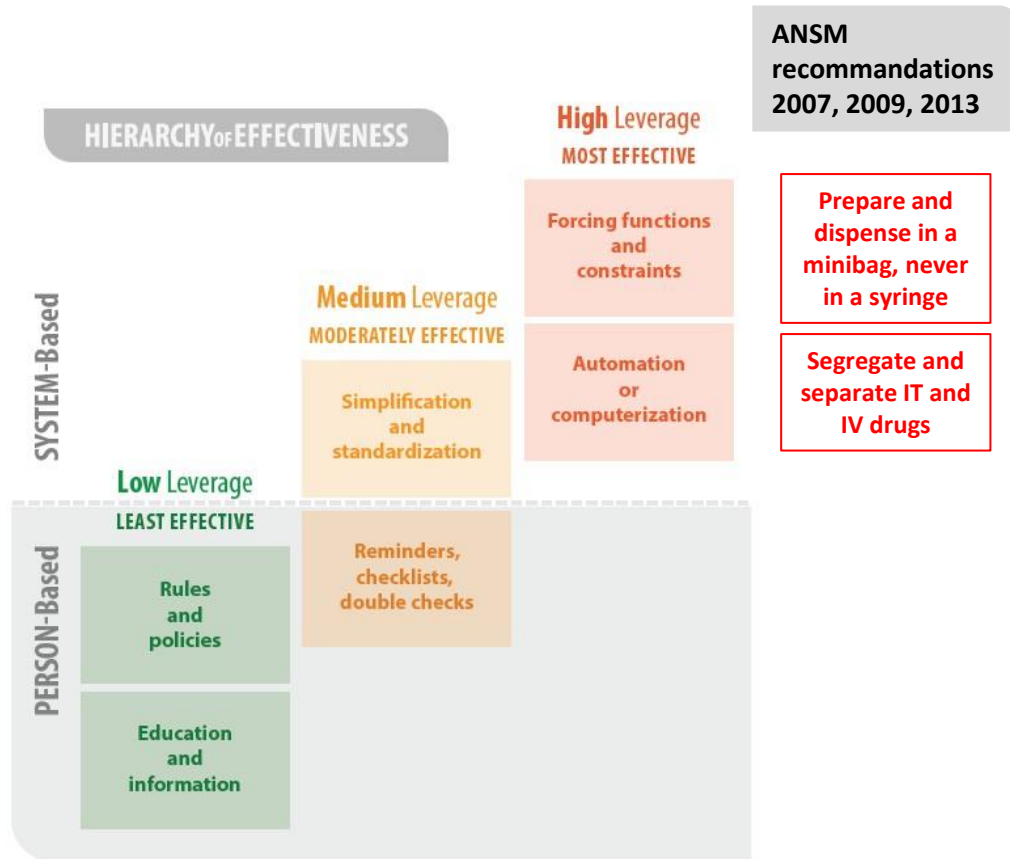 ANSM
recommandations
2007, 2009, 2013
HIERARCHY OF EFFECTIVENESS
High Leverage
MOST EFFECTIVE
Forcing functions
and
constraints
Automation
or
computerization
Prepare and
dispense in a
minibag, never
in a syringe
Segregate and
separate IT and
IV drugs
SYSTEM-Based
Medium Leverage
MODERATELY EFFECTIVE
Simplification
and
standardization
Reminders,
checklists,
double checks
PERSON-Based
Low Leverage
LEAST EFFECTIVE
Rules
and
policies
Education
and
information